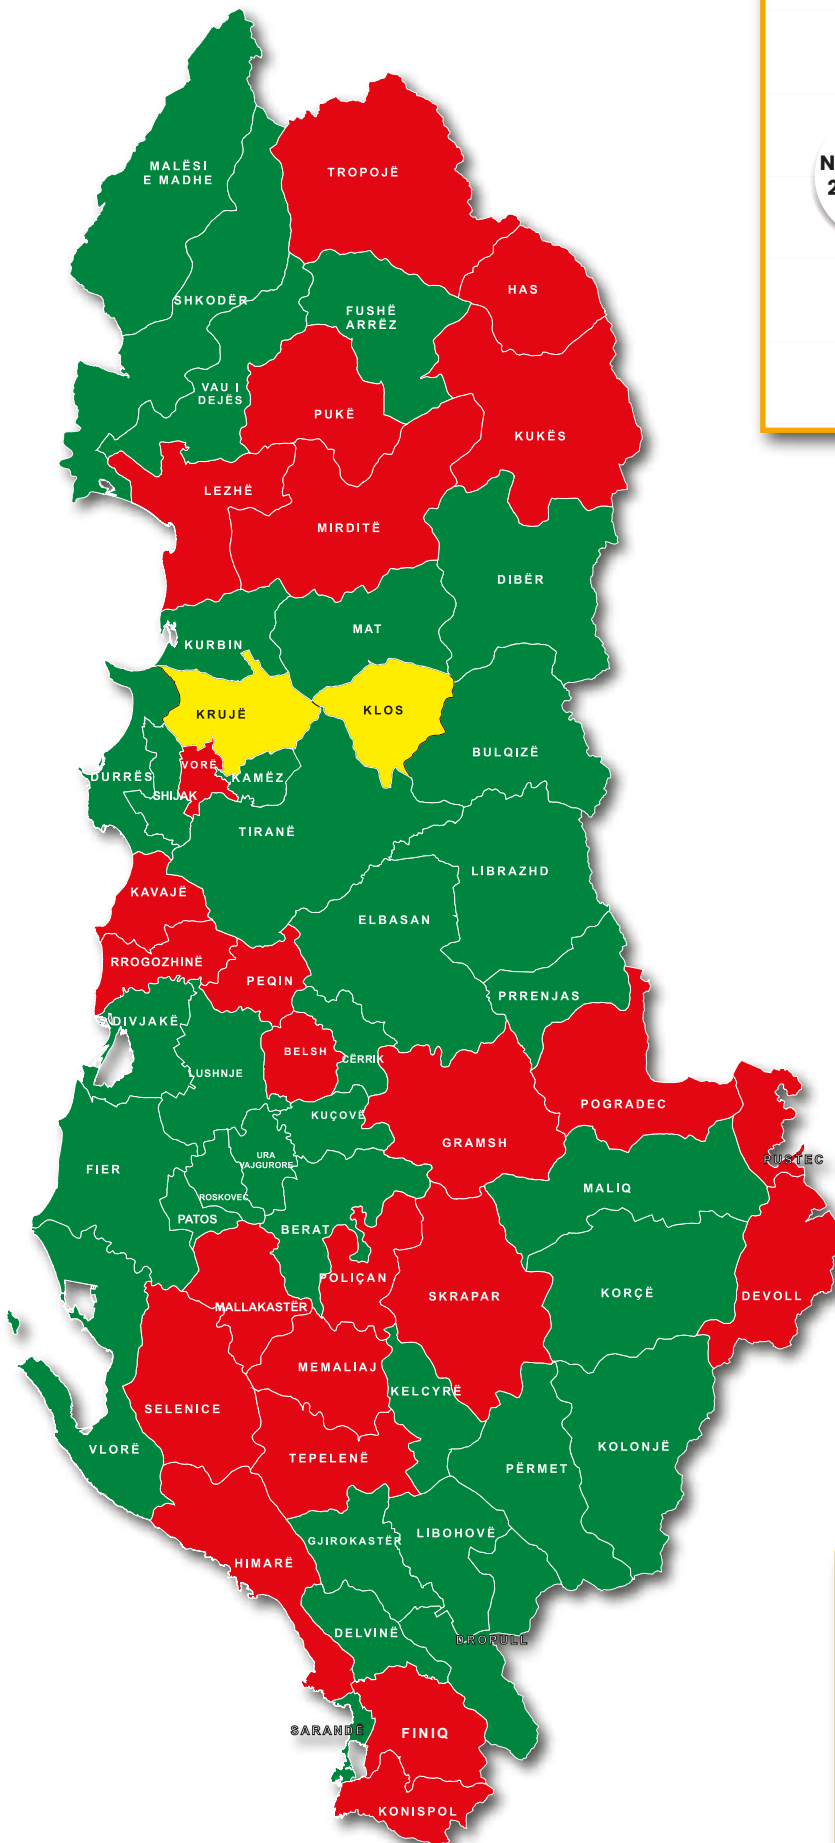 N
2
MALËSI
E MADHE
TROPOJË
HAS
SHKODËR
FUSHË
ARRËZ
VAU I
DEJËS
PUKË
KUKËS
LEZHË
MIRDITË
DIBËR
MAT
KURBIN
KRUJË
KLOS
BULQIZË
VORË
DURRËS
KAMËZ
SHIJAK
TIRANË
LIBRAZHD
KAVAJË
ELBASAN
RROGOZHINË
PEQIN
PRRENJAS
DIVJAKË
BELSH
CËRRIK
LUSHNJE
POGRADEC
KUÇOVË
GRAMSH
URA
VAJGURORE
FIER
PUSTEC
MALIQ
ROSKOVEC
PATOS
BERAT
POLIÇAN
SKRAPAR
KORÇË
DEVOLL
MALLAKASTËR
MEMALIAJ
KELCYRË
SELENICE
VLORË
TEPELENË
KOLONJË
PËRMET
GJIROKASTËR
LIBOHOVË
HIMARË
DELVINË
DROPULL
SARANDË
FINIQ
KONISPOL